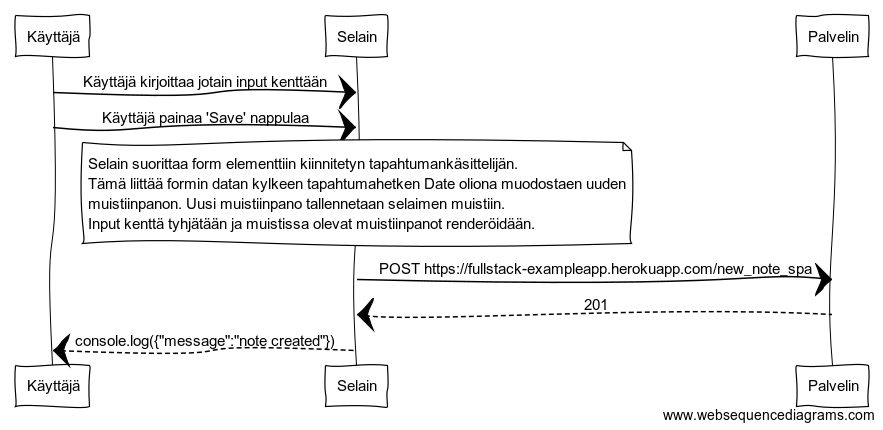 Käyttäjä Selain Palvelin
Käyttäjä kirjoittaa jotain input kenttään
Käyttäjä painaa 'Save' nappulaa
Selain suorittaa form elementtiin kiinnitetyn tapahtumankäsittelijän.
Tämä liittää formin datan kylkeen tapahtumahetken Date oliona muodostaen uuden
muistiinpanon. Uusi muistiinpano tallennetaan selaimen muistiin.
Input kenttä tyhjätään ja muistissa olevat muistiinpanot renderöidään.
POST https://fullstack-exampleapp.herokuapp.com/new_note_spa
201
console.log({"message":"note created"})
Käyttäjä Selain Palvelin
www.websequencediagrams.com